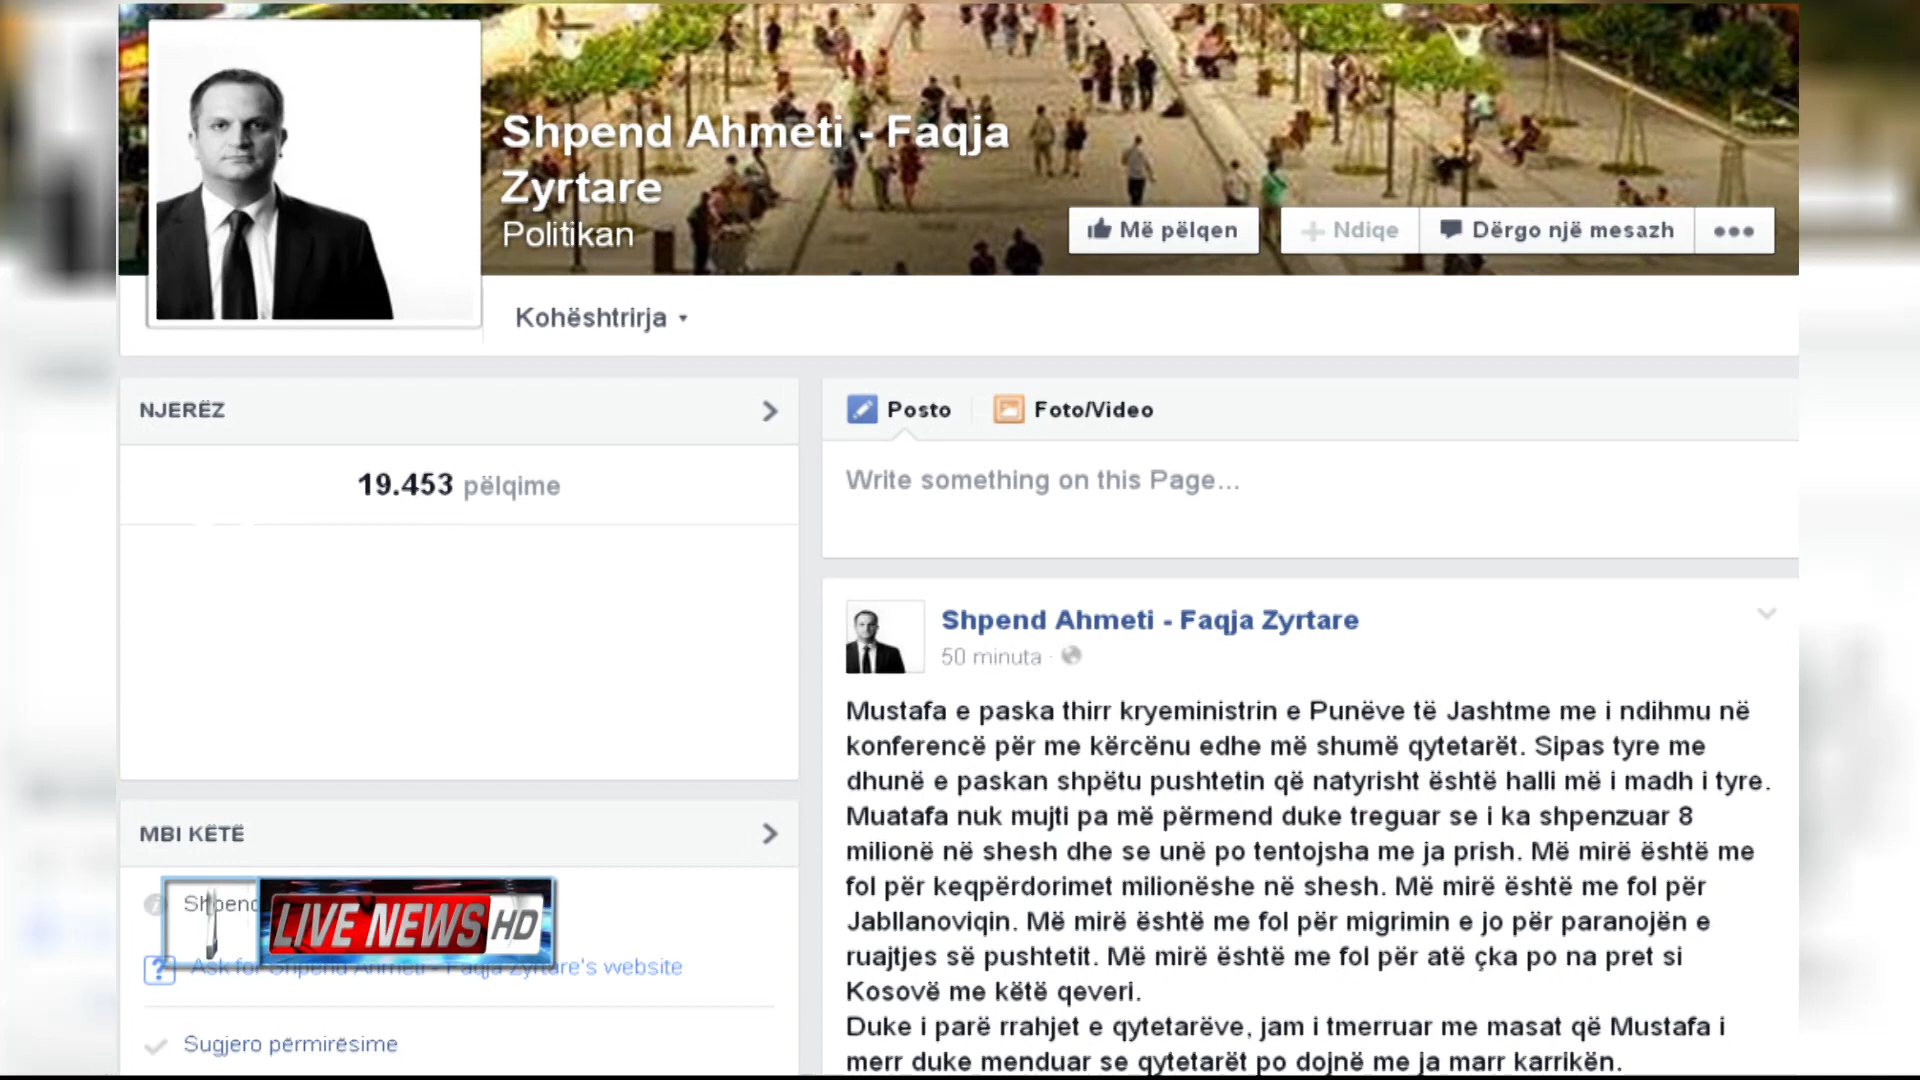 Shpend Ahmeti - Faqja
Zyrtare
Politikan
Më pëlqen
Ndiqe
Dërgo një mesazh
Kohështrirja
NJERËZ
19.453 pëlqime
MBI KËTË
Shpend
LIVE NEWS HD
Ask for Shpend Ahmeti - Faqja Zyrtare's website
Sugjero përmirësime
Posto
Foto/Video
Write something on this Page...
Shpend Ahmeti - Faqja Zyrtare
50 minuta
Mustafa e paska thirr kryeministrin e Punëve të Jashtme me i ndihmu në
konferencë për me kërcënu edhe më shumë qytetarët. Sipas tyre me
dhunë e paskan shpëtu pushtetin që natyrisht është halli më i madh i tyre.
Muatafa nuk mujti pa më përmend duke treguar se i ka shpenzuar 8
milionë në shesh dhe se unë po tentojsha me ja prish. Më mirë është me
fol për keqpërdorimet milionëshe në shesh. Më mirë është me fol për
Jabllanoviqin. Më mirë është me fol për migrimin e jo për paranojën e
ruajtjes së pushtetit. Më mirë është me fol për atë çka po na pret si
Kosovë me këtë qeveri.
Duke i parë rrahjet e qytetarëve, jam i tmerruar me masat që Mustafa i
merr duke menduar se qytetarët po dojnë me ja marr karrikën.